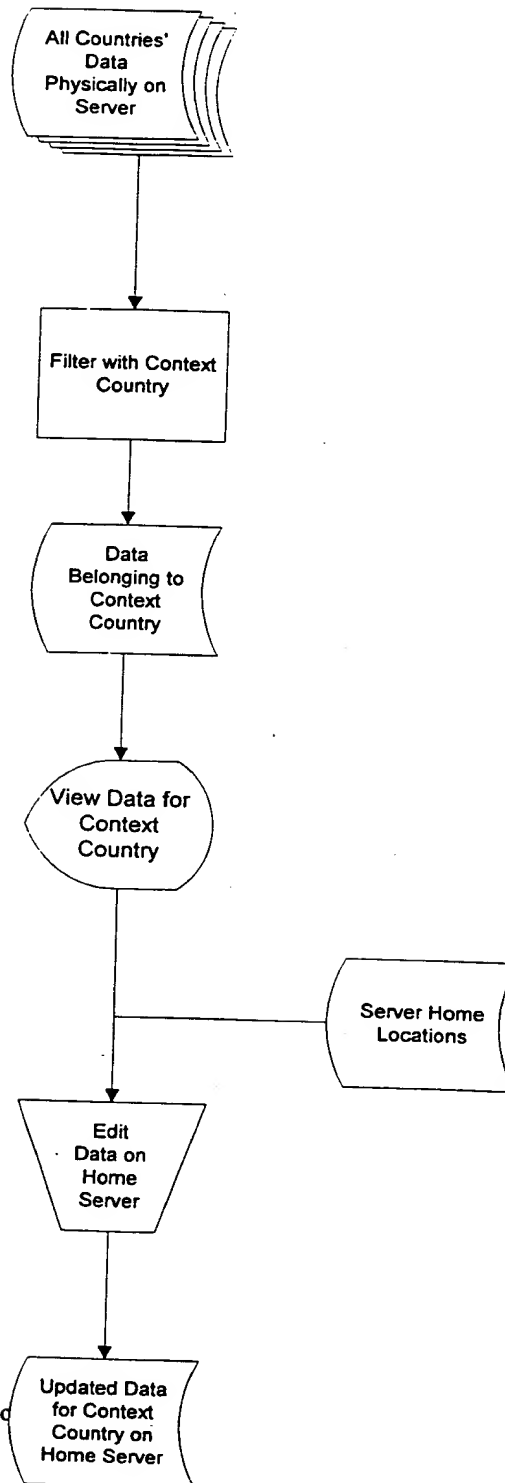 All Countries'
Data
Physically on
Server
Filter with Context
Country
Data
Belonging to
Context
Country
View Data for
Context
Country
Server Home
Locations
Edit
Data on
Home
Server
Updated Data
for Context
Country on
Home Server